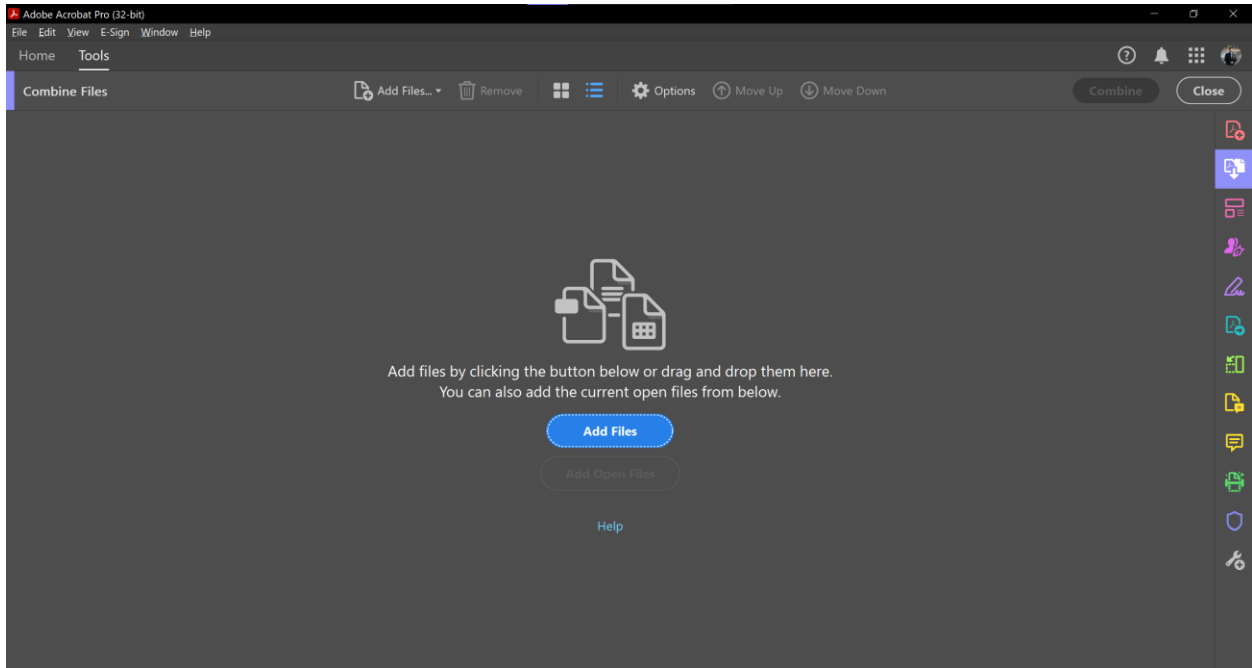 Adobe Acrobat Pro (32-bit)
File Edit View E-Sign Window Help
Home Tools
Combine Files Add Files... Remove Options Move Up Move Down Combine Close
Add files by clicking the button below or drag and drop them here.
You can also add the current open files from below.
Add Files
Add Open Files
Help